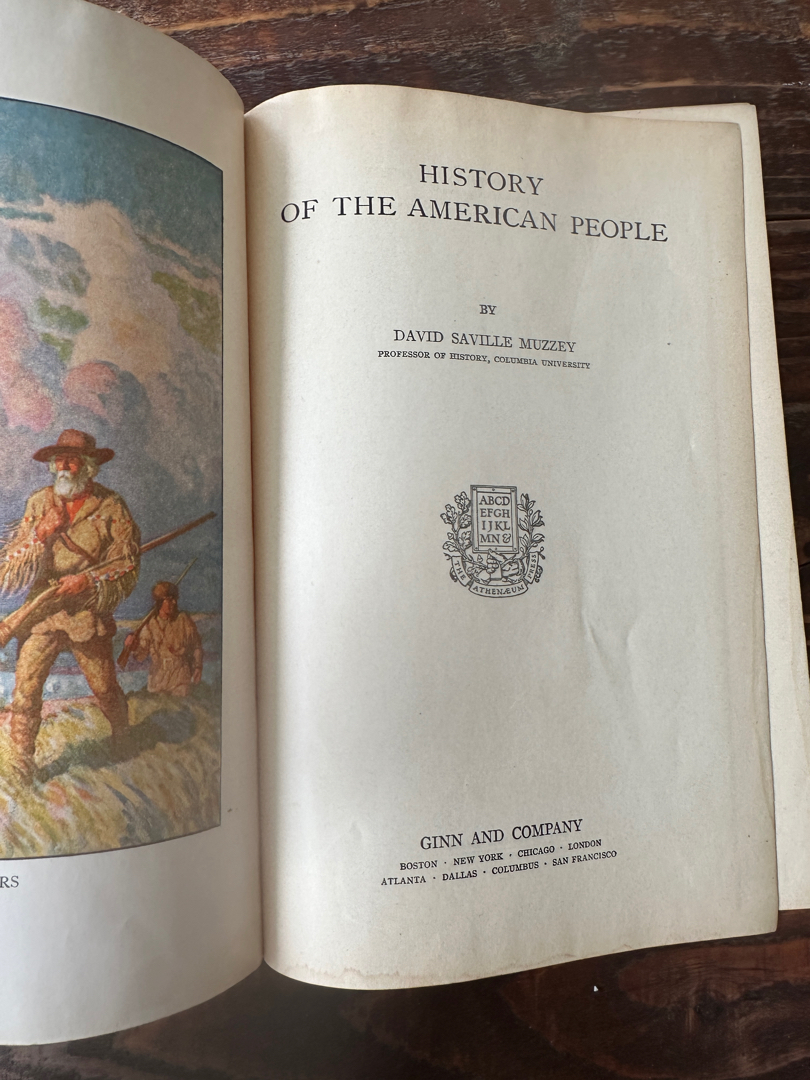 HISTORY
OF THE AMERICAN PEOPLE
BY
DAVID SAVILLE MUZZEY
PROFESSOR OF HISTORY, COLUMBIA UNIVERSITY
ABCD
EFGH
IJKL
MN&
THE ATHENÆUM PRESS
GINN AND COMPANY
BOSTON · NEW YORK · CHICAGO · LONDON
ATLANTA · DALLAS · COLUMBUS · SAN FRANCISCO
RS